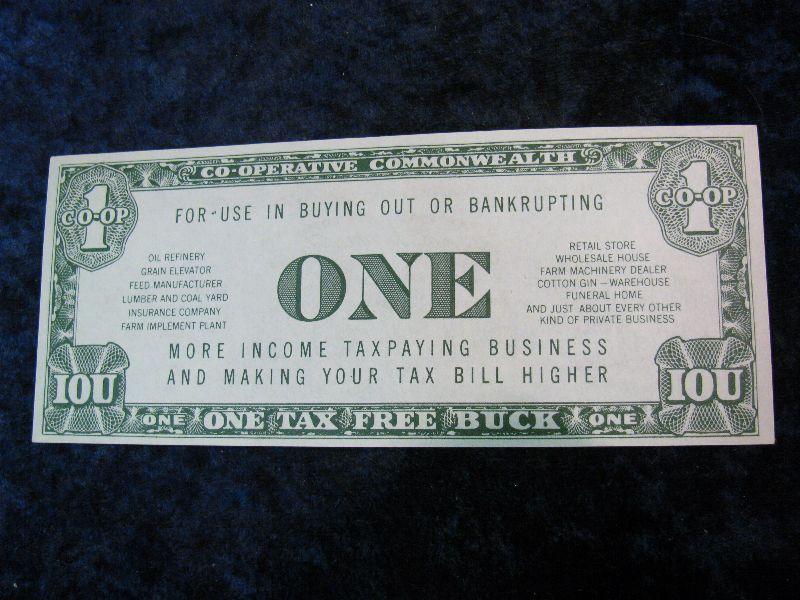 CO-OPERATIVE COMMONWEALTH
1
CO-OP
1
CO-OP
FOR USE IN BUYING OUT OR BANKRUPTING
OIL REFINERY
GRAIN ELEVATOR
FEED MANUFACTURER
LUMBER AND COAL YARD
INSURANCE COMPANY
FARM IMPLEMENT PLANT
ONE
RETAIL STORE
WHOLESALE HOUSE
FARM MACHINERY DEALER
COTTON GIN – WAREHOUSE
FUNERAL HOME
AND JUST ABOUT EVERY OTHER
KIND OF PRIVATE BUSINESS
MORE INCOME TAXPAYING BUSINESS
AND MAKING YOUR TAX BILL HIGHER
IOU
IOU
ONE ONE TAX FREE BUCK ONE